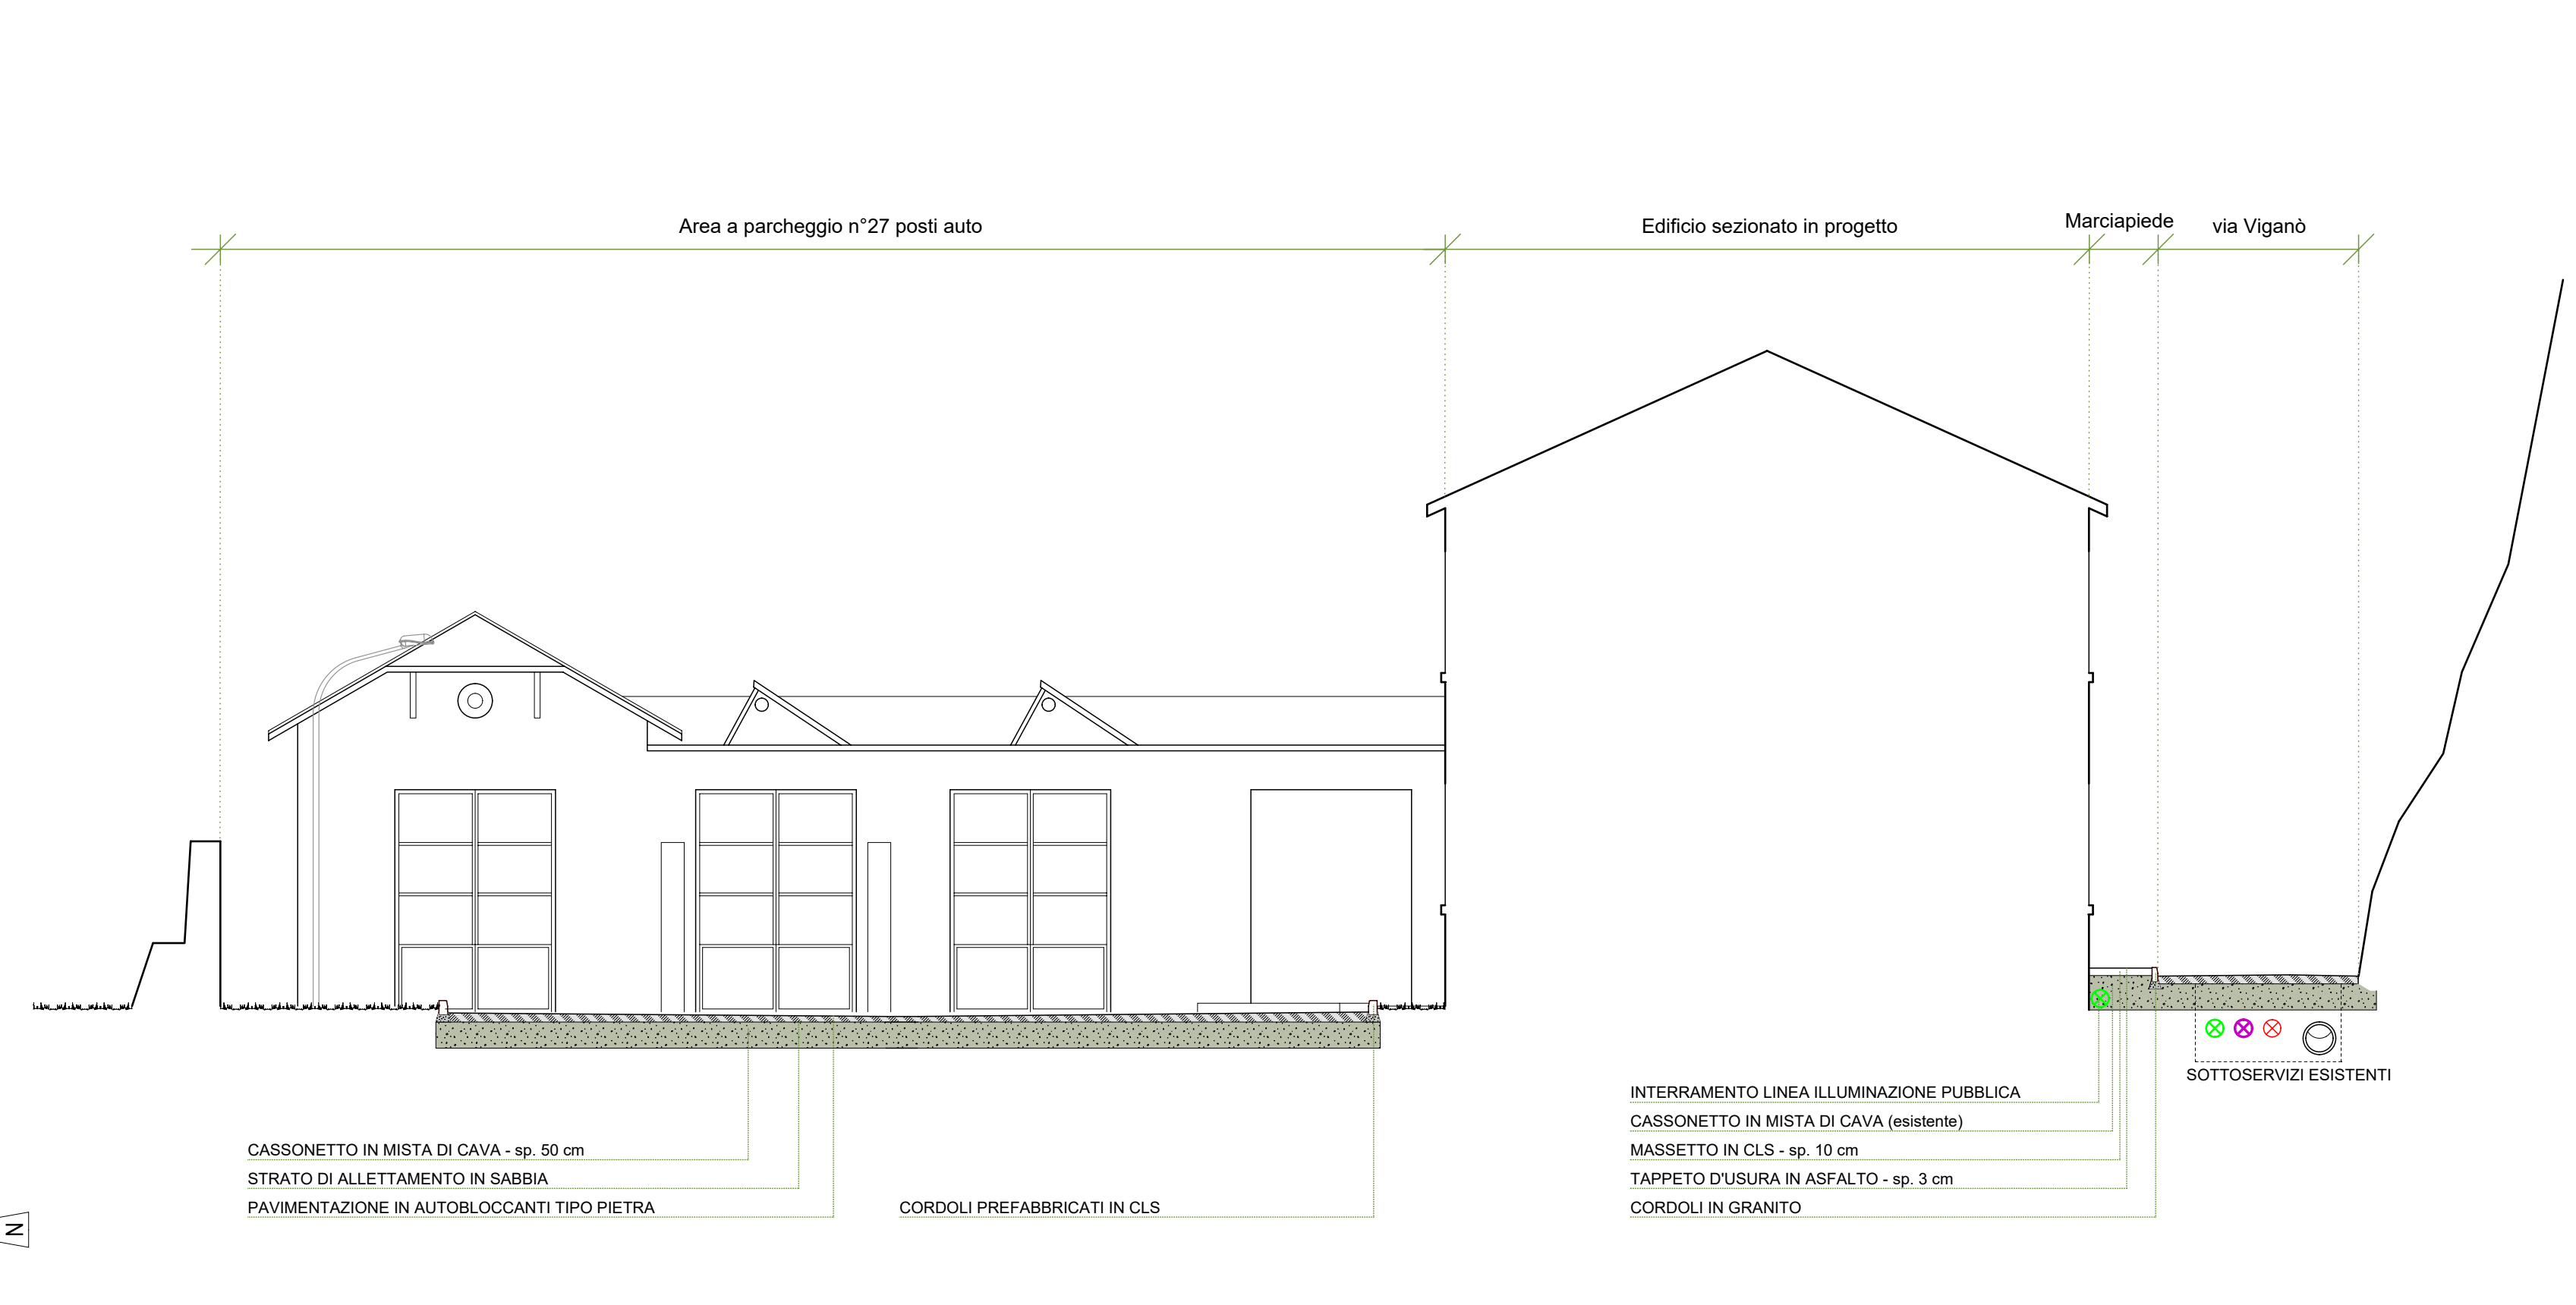 Area a parcheggio n°27 posti auto
Edificio sezionato in progetto
Marciapiede
via Viganò
SOTTOSERVIZI ESISTENTI
CASSONETTO IN MISTA DI CAVA - sp. 50 cm
STRATO DI ALLETTAMENTO IN SABBIA
PAVIMENTAZIONE IN AUTOBLOCCANTI TIPO PIETRA
CORDOLI PREFABBRICATI IN CLS
INTERRAMENTO LINEA ILLUMINAZIONE PUBBLICA
CASSONETTO IN MISTA DI CAVA (esistente)
MASSETTO IN CLS - sp. 10 cm
TAPPETO D'USURA IN ASFALTO - sp. 3 cm
CORDOLI IN GRANITO
N